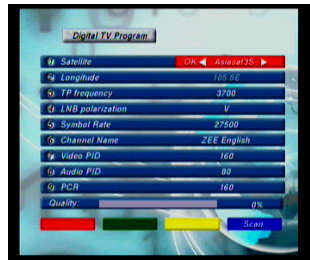 Digital TV Program
Satellite OK Asiasat3S
Longitude 105.5E
TP frequency 3700
LNB polarization V
Symbol Rate 27500
Channel Name ZEE English
Video PID 160
Audio PID 80
PCR 160
Quality: 0%
Scan